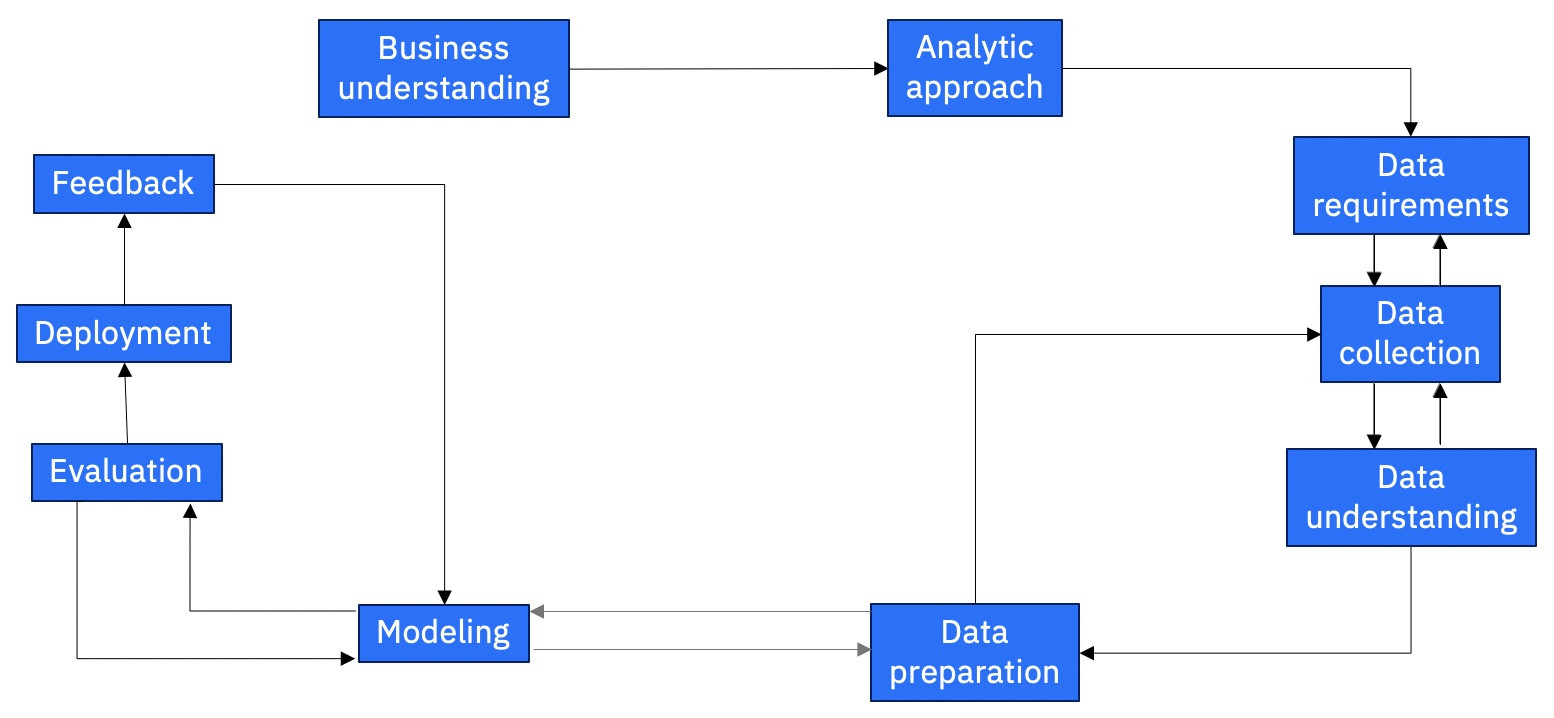 Business
understanding
Analytic
approach
Data
requirements
Data
collection
Data
understanding
Data
preparation
Modeling
Evaluation
Deployment
Feedback